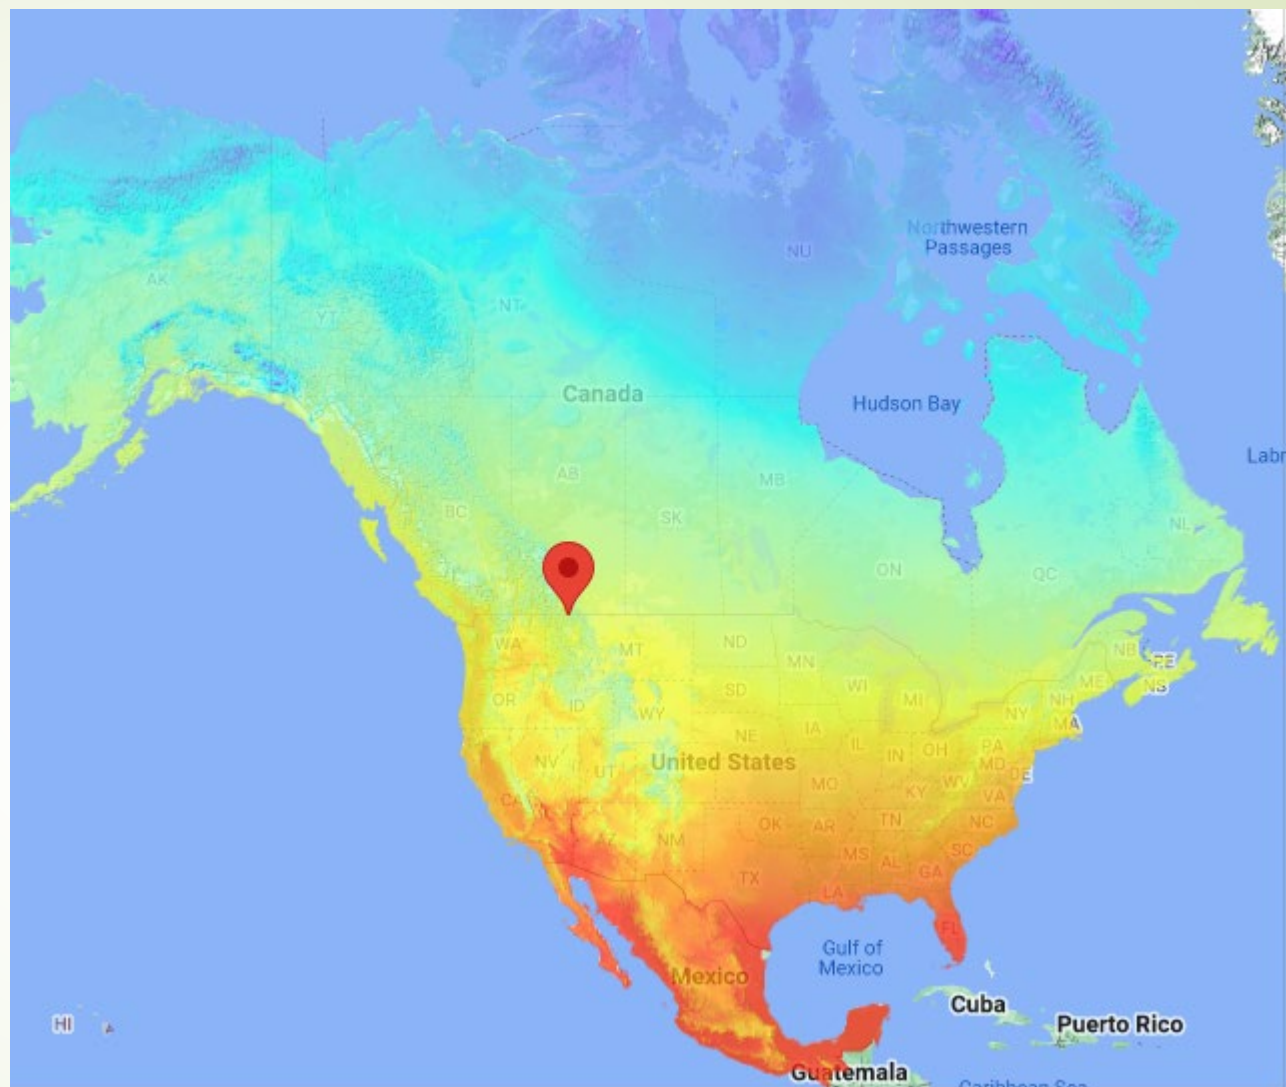 Northwestern
Passages
NU
AK
NT
YT
Canada
Hudson Bay
Labr
AB
MB
BC
SK
NL
ON
QC
WA
MT
ND
NB
PE
MN
ME
NS
OR
ID
SD
WI
MI
NH
WY
NY
MA
NE
IA
IL
IN
OH
PA
NV
UT
United States
MD
DE
MO
KY
WV
VA
CA
AZ
NM
OK
AR
TN
NC
MS
AL
SC
GA
TX
LA
FL
Gulf of
Mexico
Mexico
Cuba
HI
Puerto Rico
Guatemala
Caribbean Sea